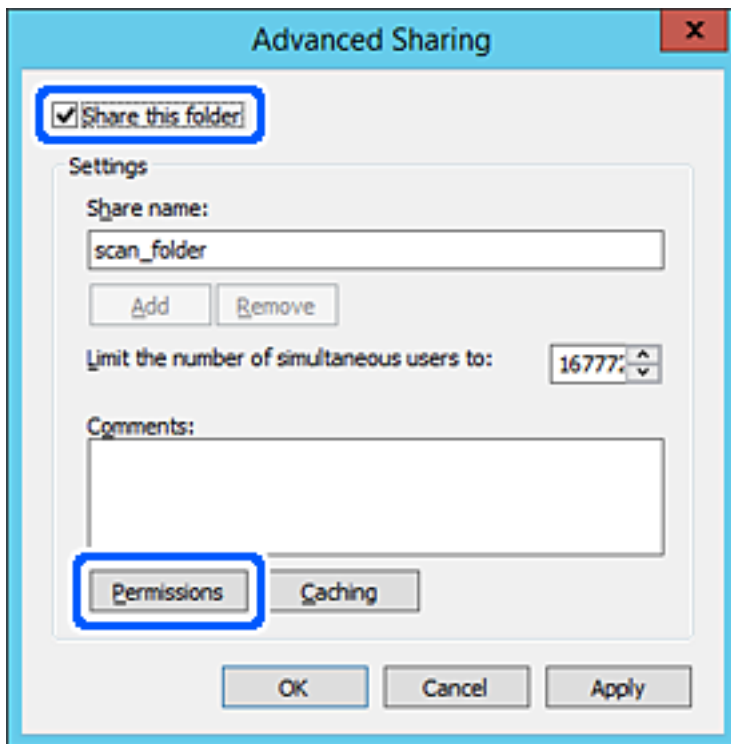 Advanced Sharing
x
Share this folder
Settings
Share name:
scan_folder
Add Remove
Limit the number of simultaneous users to:
Comments:
Permissions Caching
OK Cancel Apply